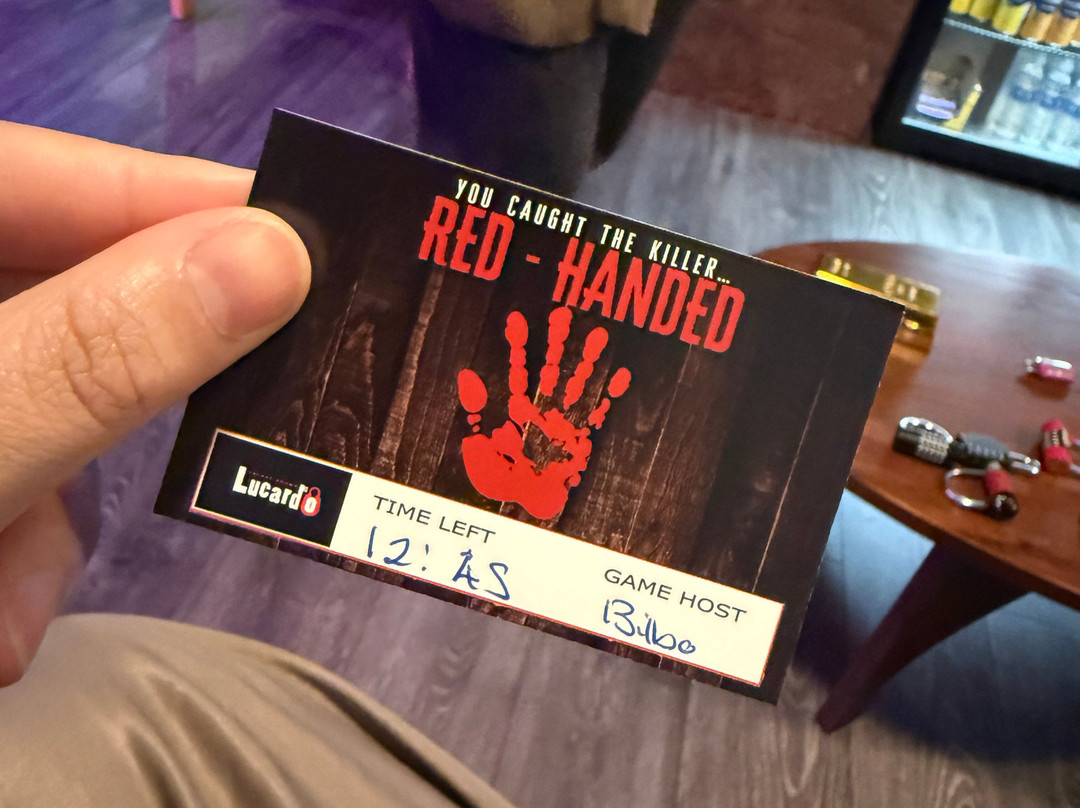 YOU CAUGHT THE KILLER...
RED - HANDED
Lucardo
TIME LEFT
12: 45
GAME HOST
Bilbo